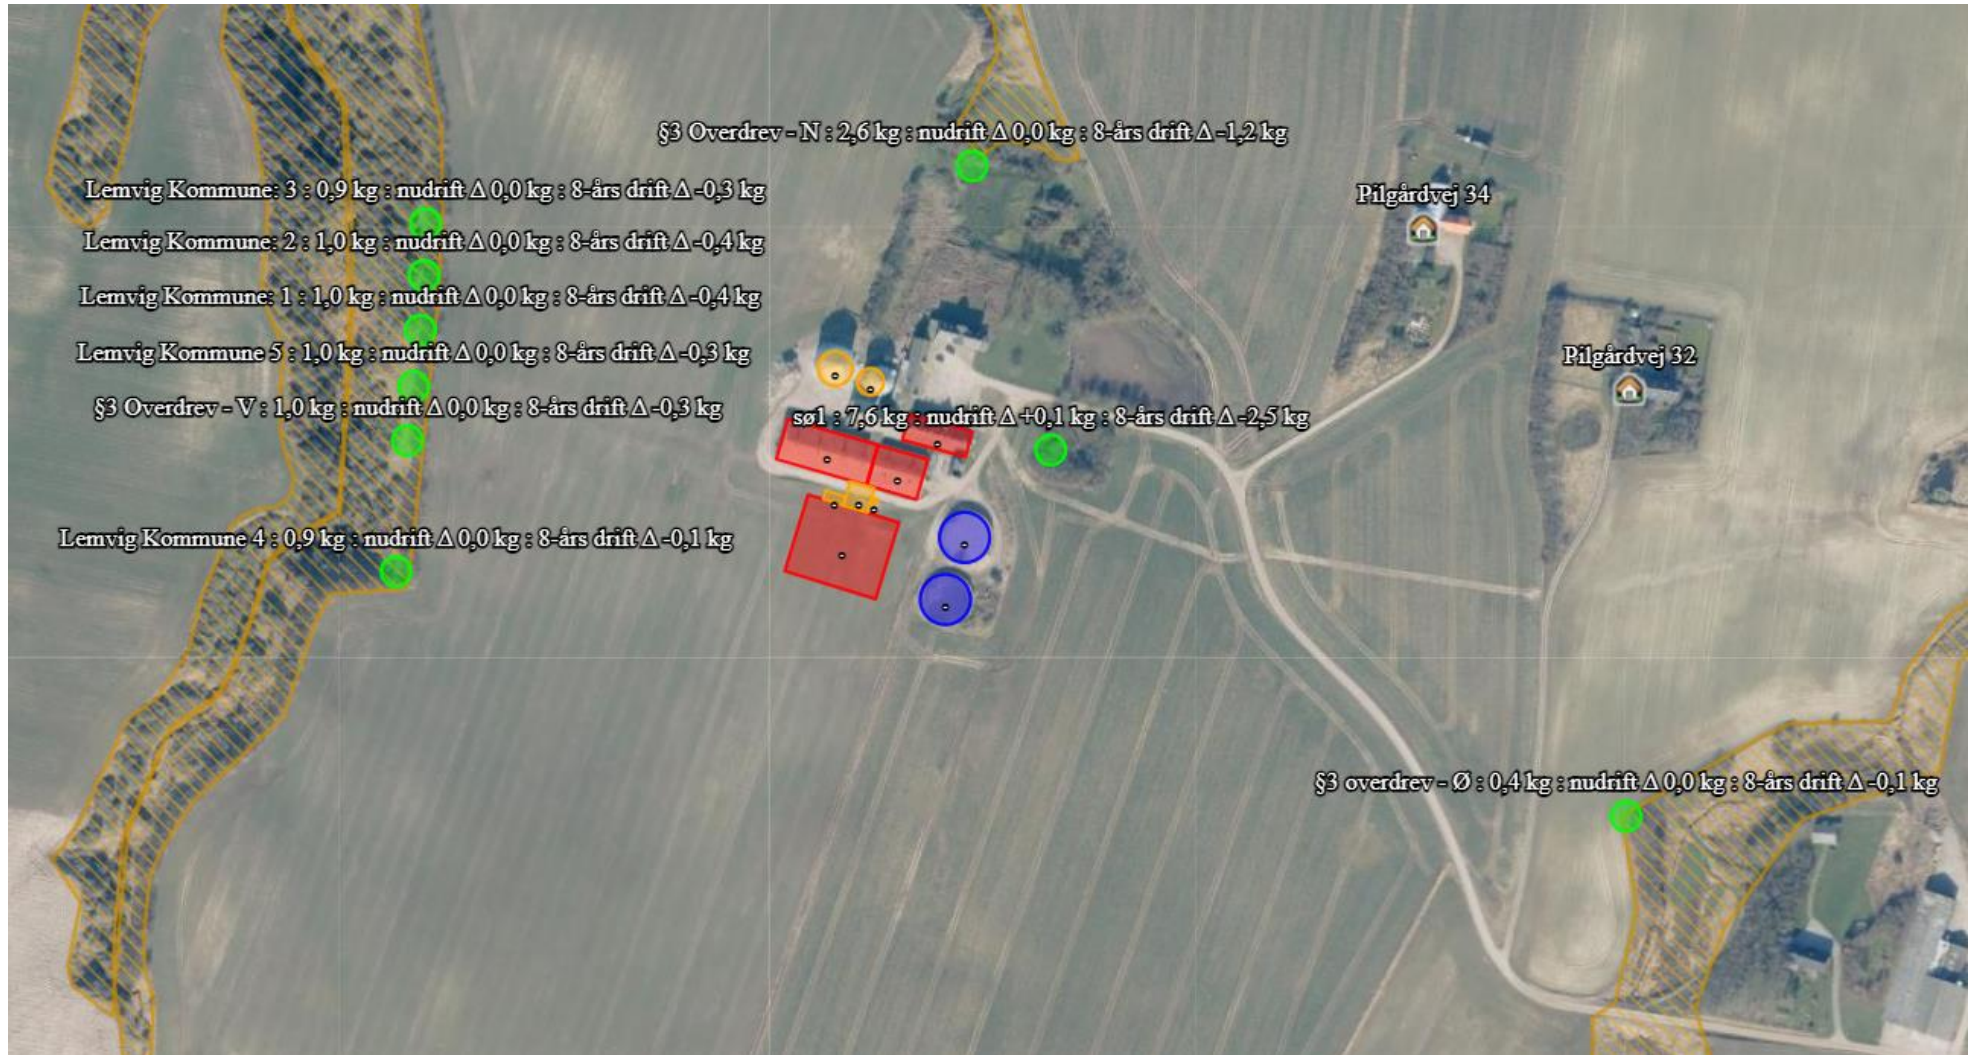 §3 Overdrev - N : 2,6 kg : nudrift Δ 0,0 kg : 8-års drift Δ -1,2 kg
Lemvig Kommune: 3 : 0,9 kg : nudrift Δ 0,0 kg : 8-års drift Δ -0,3 kg
Pilgårdvej 34
Lemvig Kommune: 2 : 1,0 kg : nudrift Δ 0,0 kg : 8-års drift Δ -0,4 kg
Lemvig Kommune: 1 : 1,0 kg : nudrift Δ 0,0 kg : 8-års drift Δ -0,4 kg
Lemvig Kommune 5 : 1,0 kg : nudrift Δ 0,0 kg : 8-års drift Δ -0,3 kg
Pilgårdvej 32
§3 Overdrev - V : 1,0 kg : nudrift Δ 0,0 kg : 8-års drift Δ -0,3 kg
sø1 : 7,6 kg : nudrift Δ +0,1 kg : 8-års drift Δ -2,5 kg
Lemvig Kommune 4 : 0,9 kg : nudrift Δ 0,0 kg : 8-års drift Δ -0,1 kg
§3 overdrev - Ø : 0,4 kg : nudrift Δ 0,0 kg : 8-års drift Δ -0,1 kg